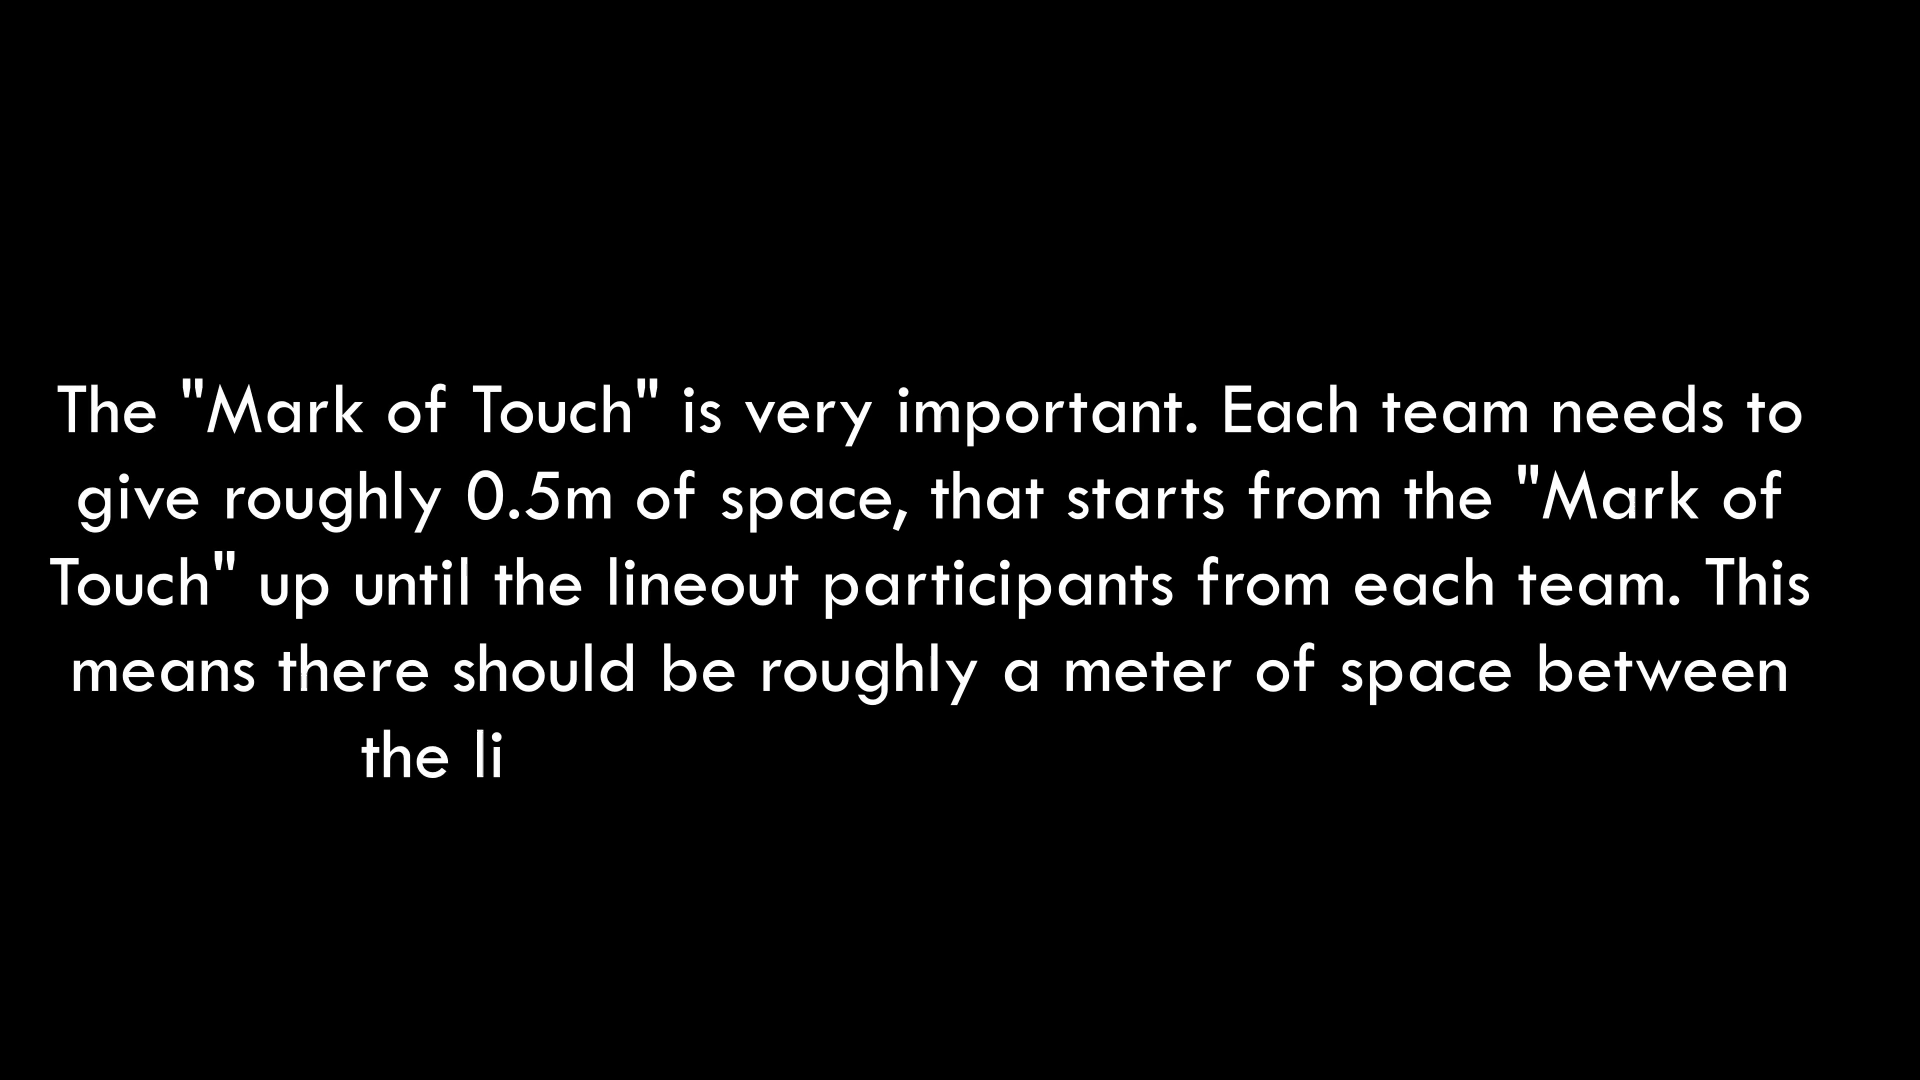 The "Mark of Touch" is very important. Each team needs to
give roughly 0.5m of space, that starts from the "Mark of
Touch" up until the lineout participants from each team. This
means there should be roughly a meter of space between
the li